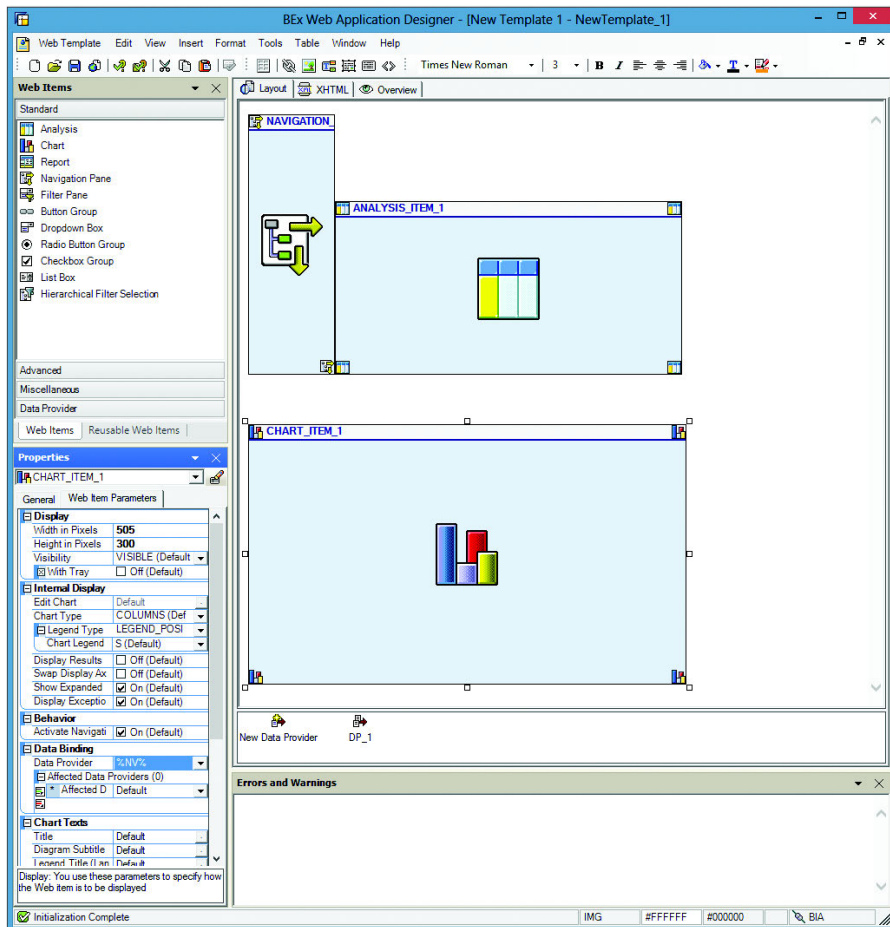 BEx Web Application Designer - [New Template 1 - NewTemplate_1]
Web Template Edit View Insert Format Tools Table Window Help
Times New Roman 3 B I T
Web Items
Standard
Analysis
Chart
Report
Navigation Pane
Filter Pane
Button Group
Dropdown Box
Radio Button Group
Checkbox Group
List Box
Hierarchical Filter Selection
Advanced
Miscellaneous
Data Provider
Web Items Reusable Web Items
Properties
CHART_ITEM_1
General Web Item Parameters
Display
Width in Pixels 505
Height in Pixels 300
Visibility VISIBLE (Default
With Tray Off (Default)
Internal Display
Edit Chart Default
Chart Type COLUMNS (Def
Legend Type LEGEND_POSI
Chart Legend S (Default)
Display Results Off (Default)
Swap Display Ax Off (Default)
Show Expanded On (Default)
Display Exceptio On (Default)
Behavior
Activate Navigati On (Default)
Data Binding
Data Provider %NV%
Affected Data Providers (0)
* Affected D Default
Chart Texts
Title Default
Diagram Subtitle Default
Legend Title (Lan Default
Display: You use these parameters to specify how
the Web item is to be displayed
Layout XHTML Overview
NAVIGATION_
ANALYSIS_ITEM_1
CHART_ITEM_1
New Data Provider DP_1
Errors and Warnings
Initialization Complete IMG #FFFFFF #000000 BIA